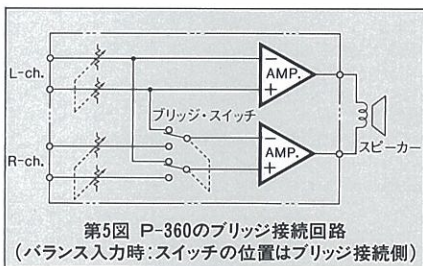 L-ch.
R-ch.
ブリッジ・スイッチ
− AMP. +
− AMP. +
スピーカー
第5図 P-360のブリッジ接続回路
(バランス入力時:スイッチの位置はブリッジ接続側)